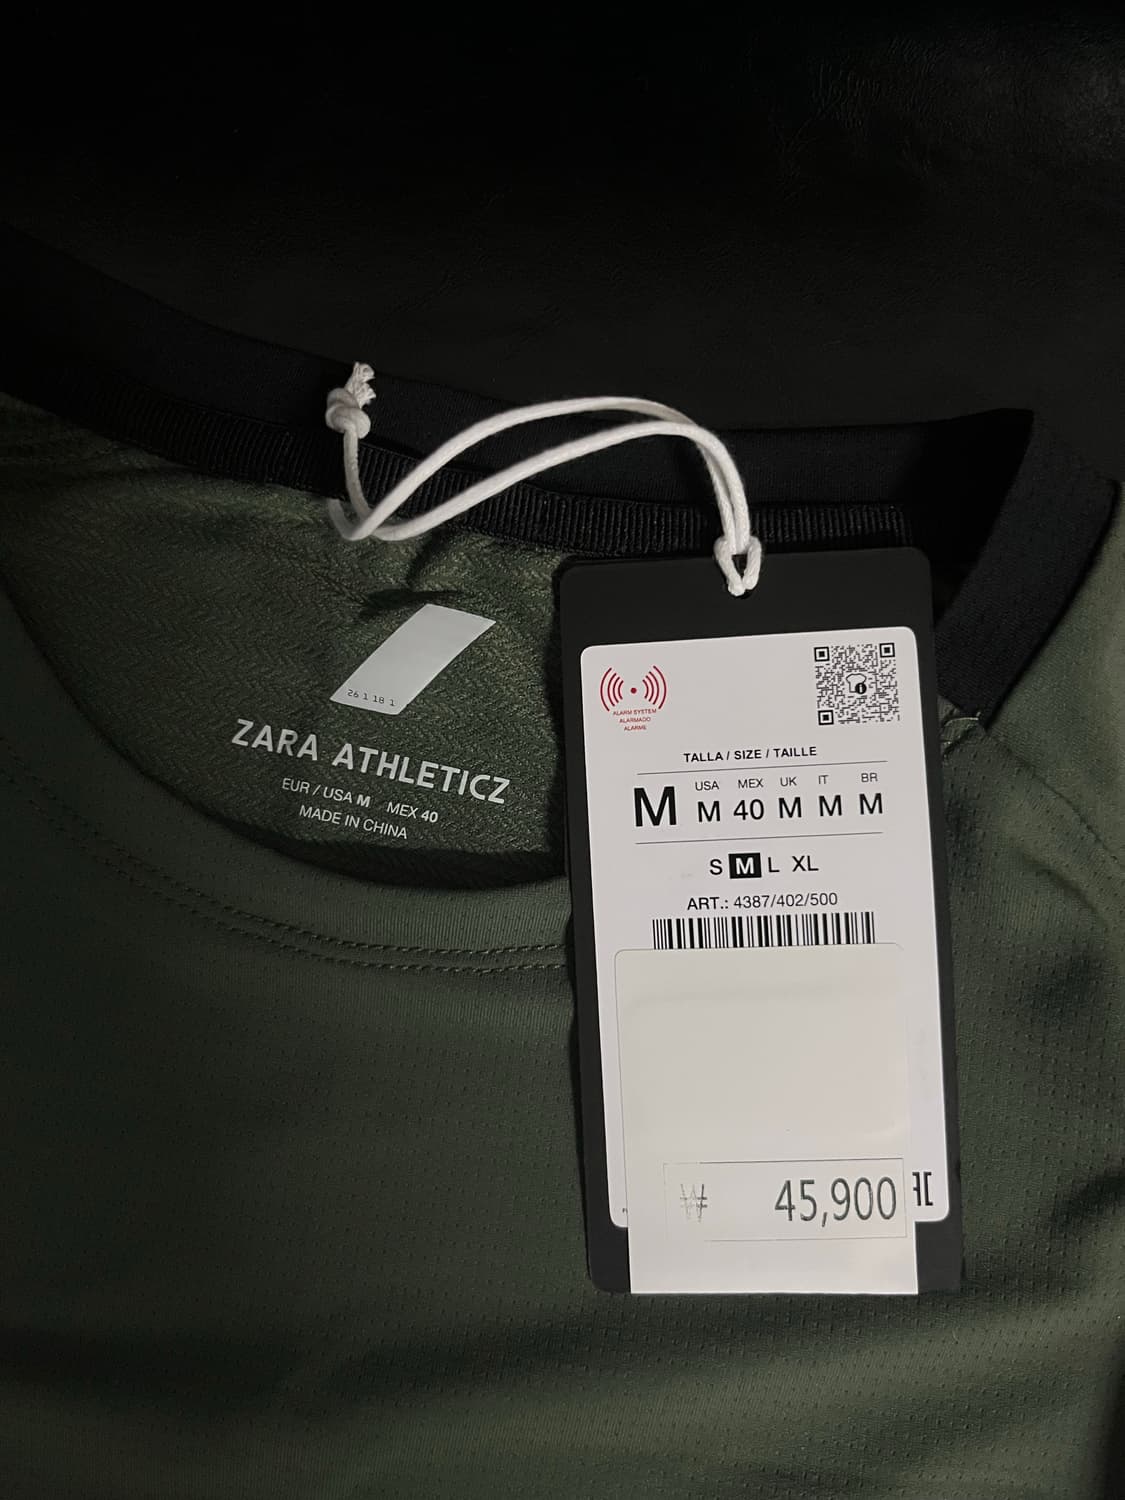 26 1 18 1
ZARA ATHLETICZ
EUR / USA M MEX 40
MADE IN CHINA
ALARM SYSTEM
ALARMADO
ALARME
TALLA / SIZE / TAILLE
M
USA MEX UK IT BR
M 40 M M M
S M L XL
ART.: 4387/402/500
₩ 45,900